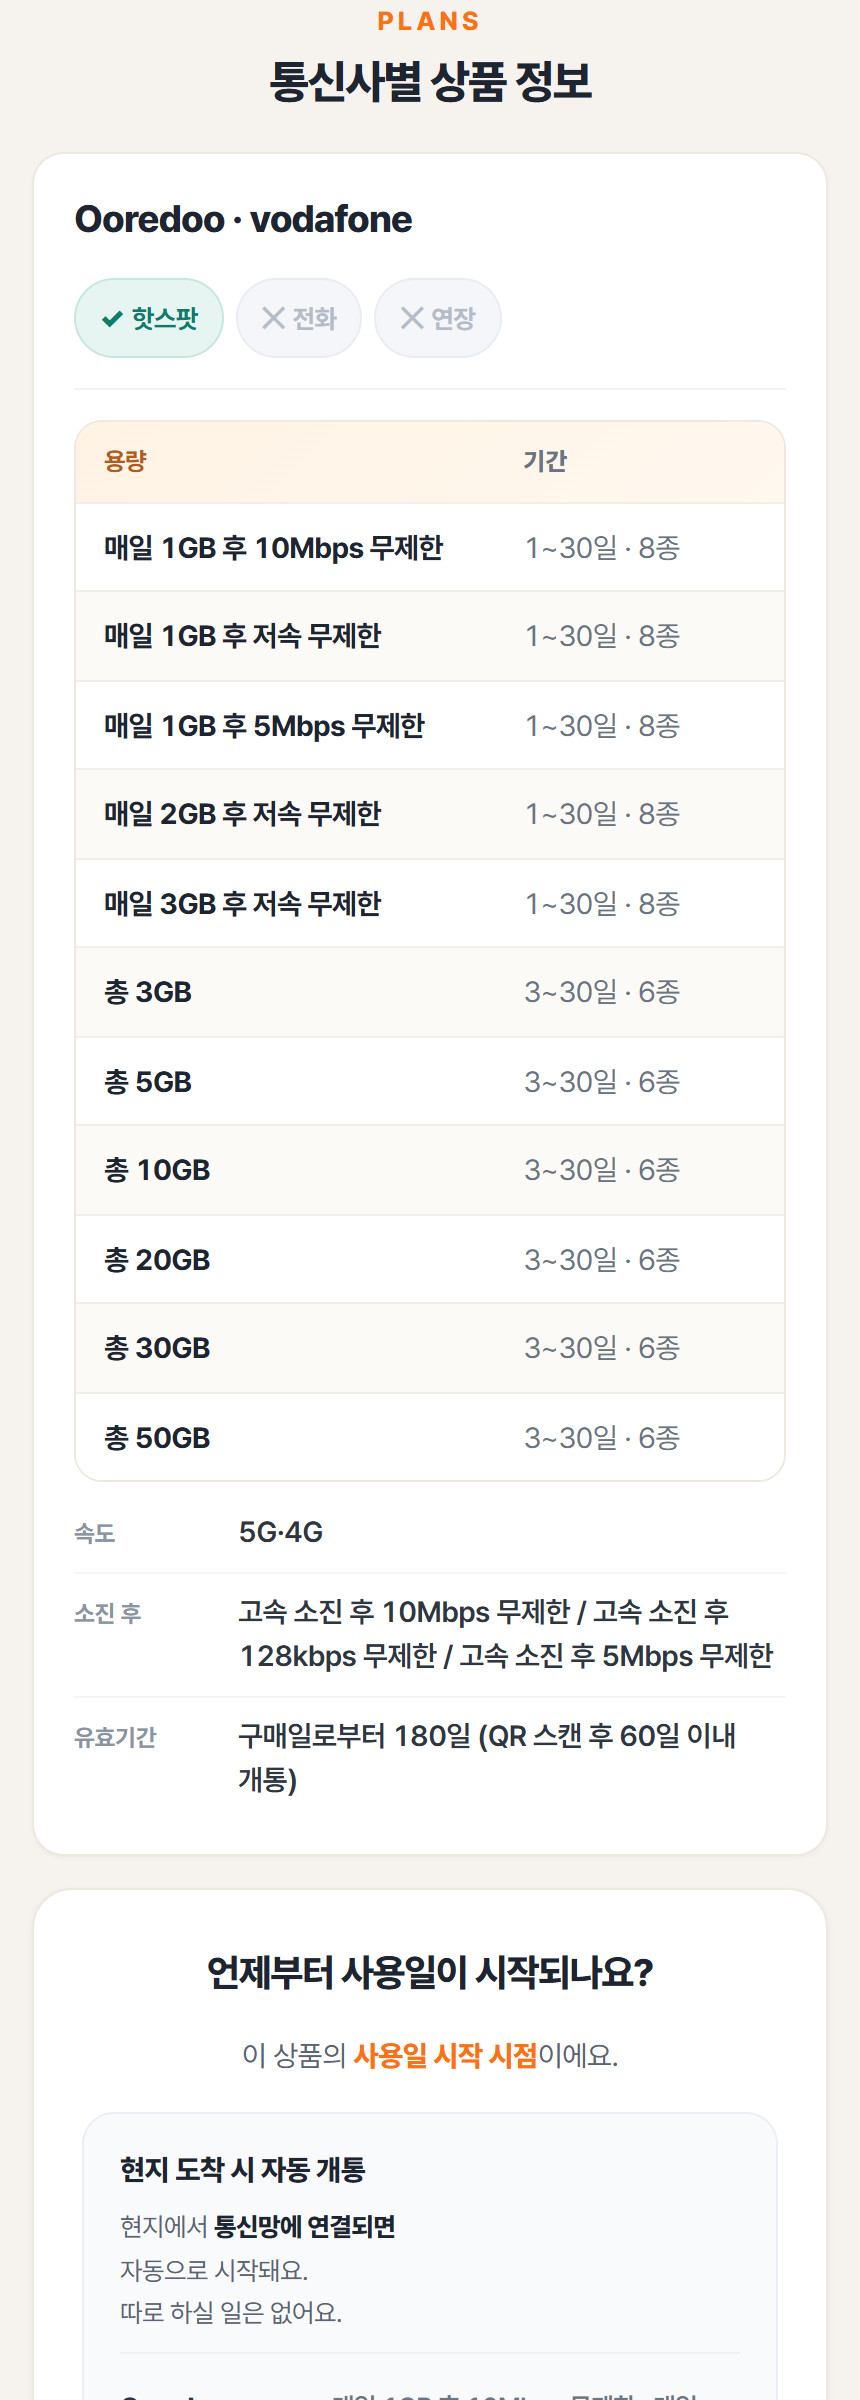 PLANS
통신사별 상품 정보
Ooredoo · vodafone
✓ 핫스팟 ✕ 전화 ✕ 연장
용량 기간
매일 1GB 후 10Mbps 무제한 1~30일 · 8종
매일 1GB 후 저속 무제한 1~30일 · 8종
매일 1GB 후 5Mbps 무제한 1~30일 · 8종
매일 2GB 후 저속 무제한 1~30일 · 8종
매일 3GB 후 저속 무제한 1~30일 · 8종
총 3GB 3~30일 · 6종
총 5GB 3~30일 · 6종
총 10GB 3~30일 · 6종
총 20GB 3~30일 · 6종
총 30GB 3~30일 · 6종
총 50GB 3~30일 · 6종
속도 5G·4G
소진 후 고속 소진 후 10Mbps 무제한 / 고속 소진 후
128kbps 무제한 / 고속 소진 후 5Mbps 무제한
유효기간 구매일로부터 180일 (QR 스캔 후 60일 이내
개통)
언제부터 사용일이 시작되나요?
이 상품의 사용일 시작 시점이에요.
현지 도착 시 자동 개통
현지에서 통신망에 연결되면
자동으로 시작돼요.
따로 하실 일은 없어요.